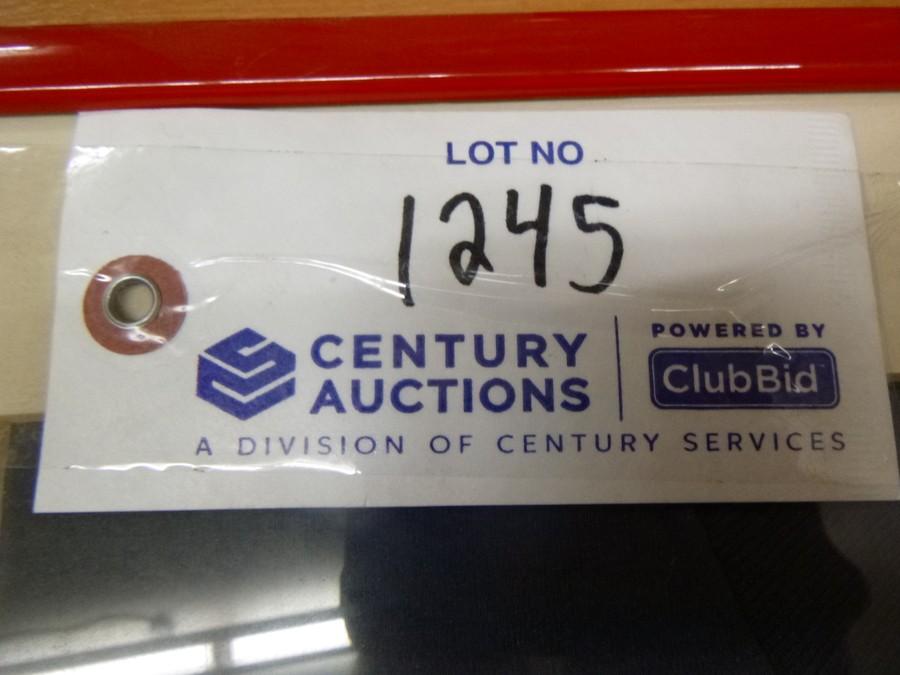 LOT NO
1245
CENTURY
AUCTIONS
POWERED BY
ClubBid
A DIVISION OF CENTURY SERVICES